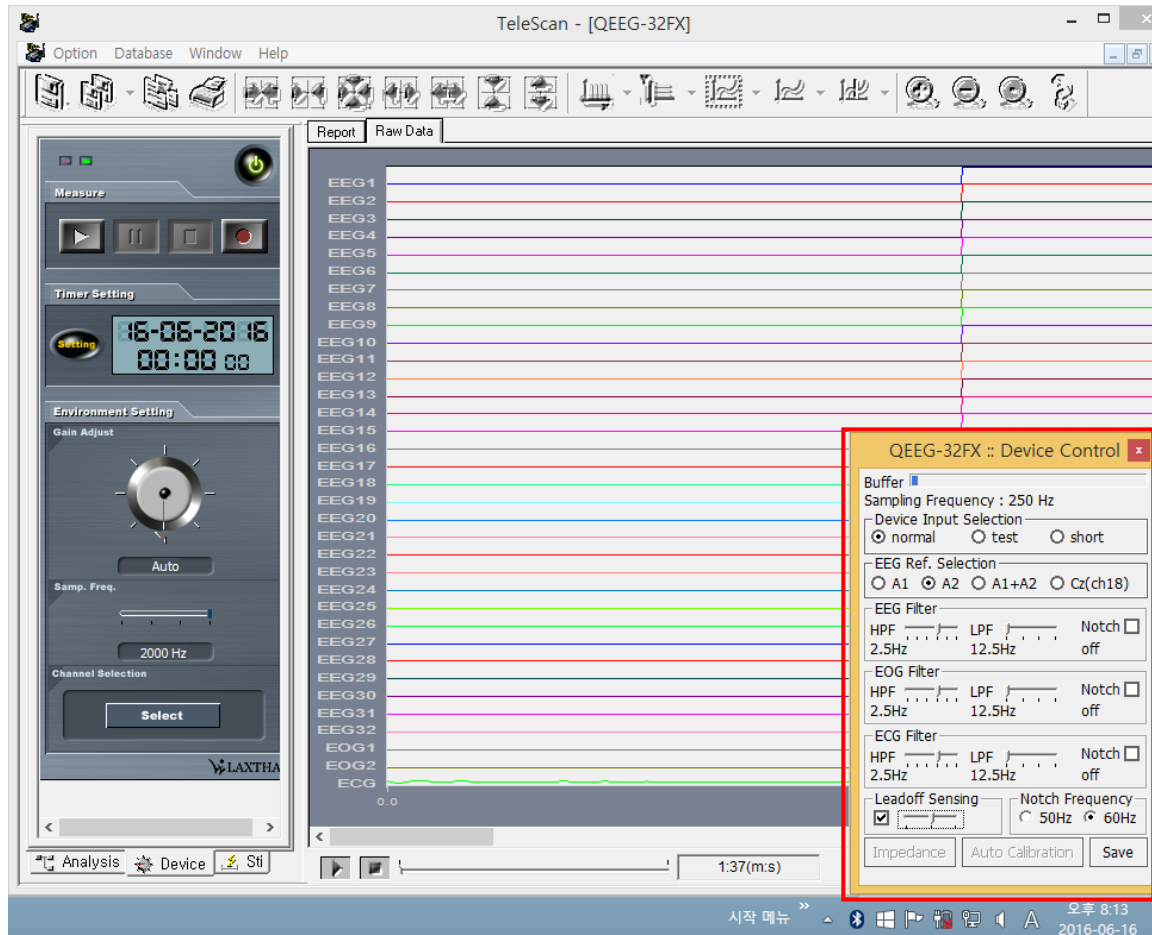 TeleScan - [QEEG-32FX]
Option Database Window Help
Report Raw Data
Measure
Timer Setting
Setting
16-06-2016
00:00 00
Environment Setting
Gain Adjust
Auto
Samp. Freq.
2000 Hz
Channel Selection
Select
LAXTHA
Analysis Device Sti
EEG1
EEG2
EEG3
EEG4
EEG5
EEG6
EEG7
EEG8
EEG9
EEG10
EEG11
EEG12
EEG13
EEG14
EEG15
EEG16
EEG17
EEG18
EEG19
EEG20
EEG21
EEG22
EEG23
EEG24
EEG25
EEG26
EEG27
EEG28
EEG29
EEG30
EEG31
EEG32
EOG1
EOG2
ECG
0.0
1:37(m:s)
QEEG-32FX :: Device Control
Buffer
Sampling Frequency : 250 Hz
Device Input Selection
normal test short
EEG Ref. Selection
A1 A2 A1+A2 Cz(ch18)
EEG Filter
HPF LPF Notch
2.5Hz 12.5Hz off
EOG Filter
HPF LPF Notch
2.5Hz 12.5Hz off
ECG Filter
HPF LPF Notch
2.5Hz 12.5Hz off
Leadoff Sensing Notch Frequency
50Hz 60Hz
Impedance Auto Calibration Save
시작 메뉴 » A 오후 8:13
2016-06-16